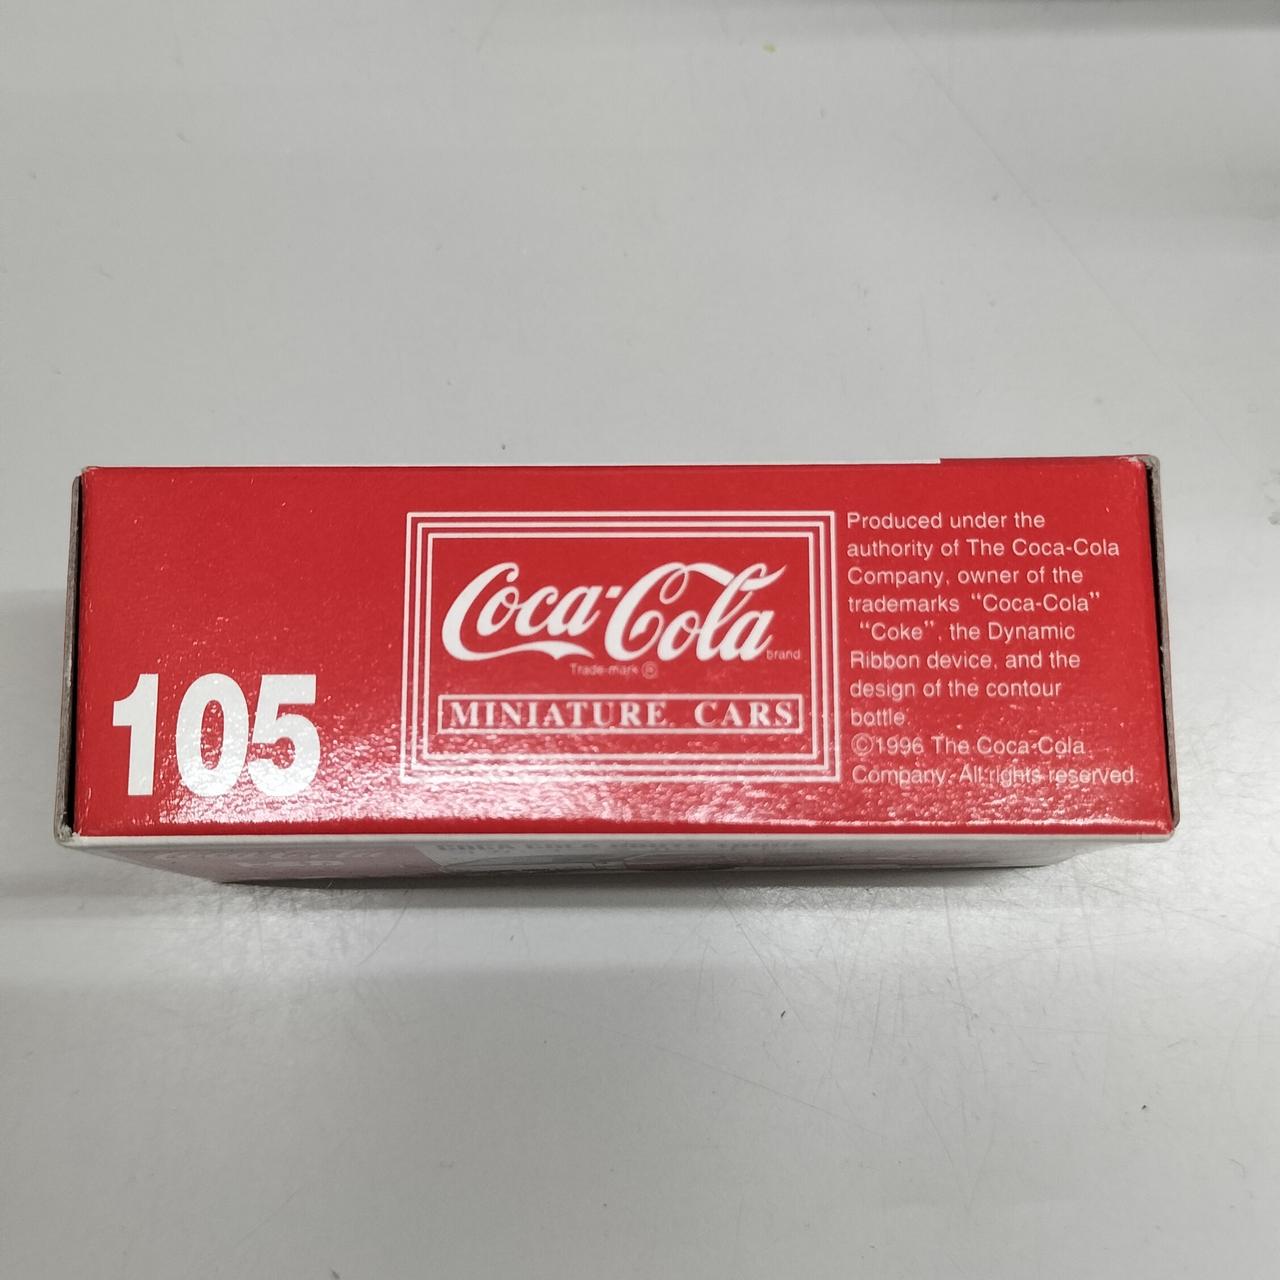 105
Coca-Cola
brand
Trade-mark ®
MINIATURE CARS
Produced under the
authority of The Coca-Cola
Company, owner of the
trademarks "Coca-Cola"
"Coke", the Dynamic
Ribbon device, and the
design of the contour
bottle.
©1996 The Coca-Cola
Company. All rights reserved.
COCA COLA